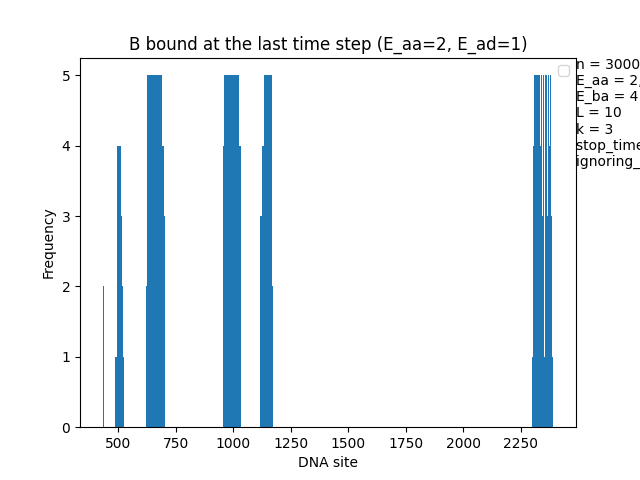 B bound at the last time step (E_aa=2, E_ad=1)
n = 3000
E_aa = 2,
E_ba = 4
L = 10
k = 3
stop_time
ignoring_
Frequency
5
4
3
2
1
0
500
750
1000
1250
1500
1750
2000
2250
DNA site